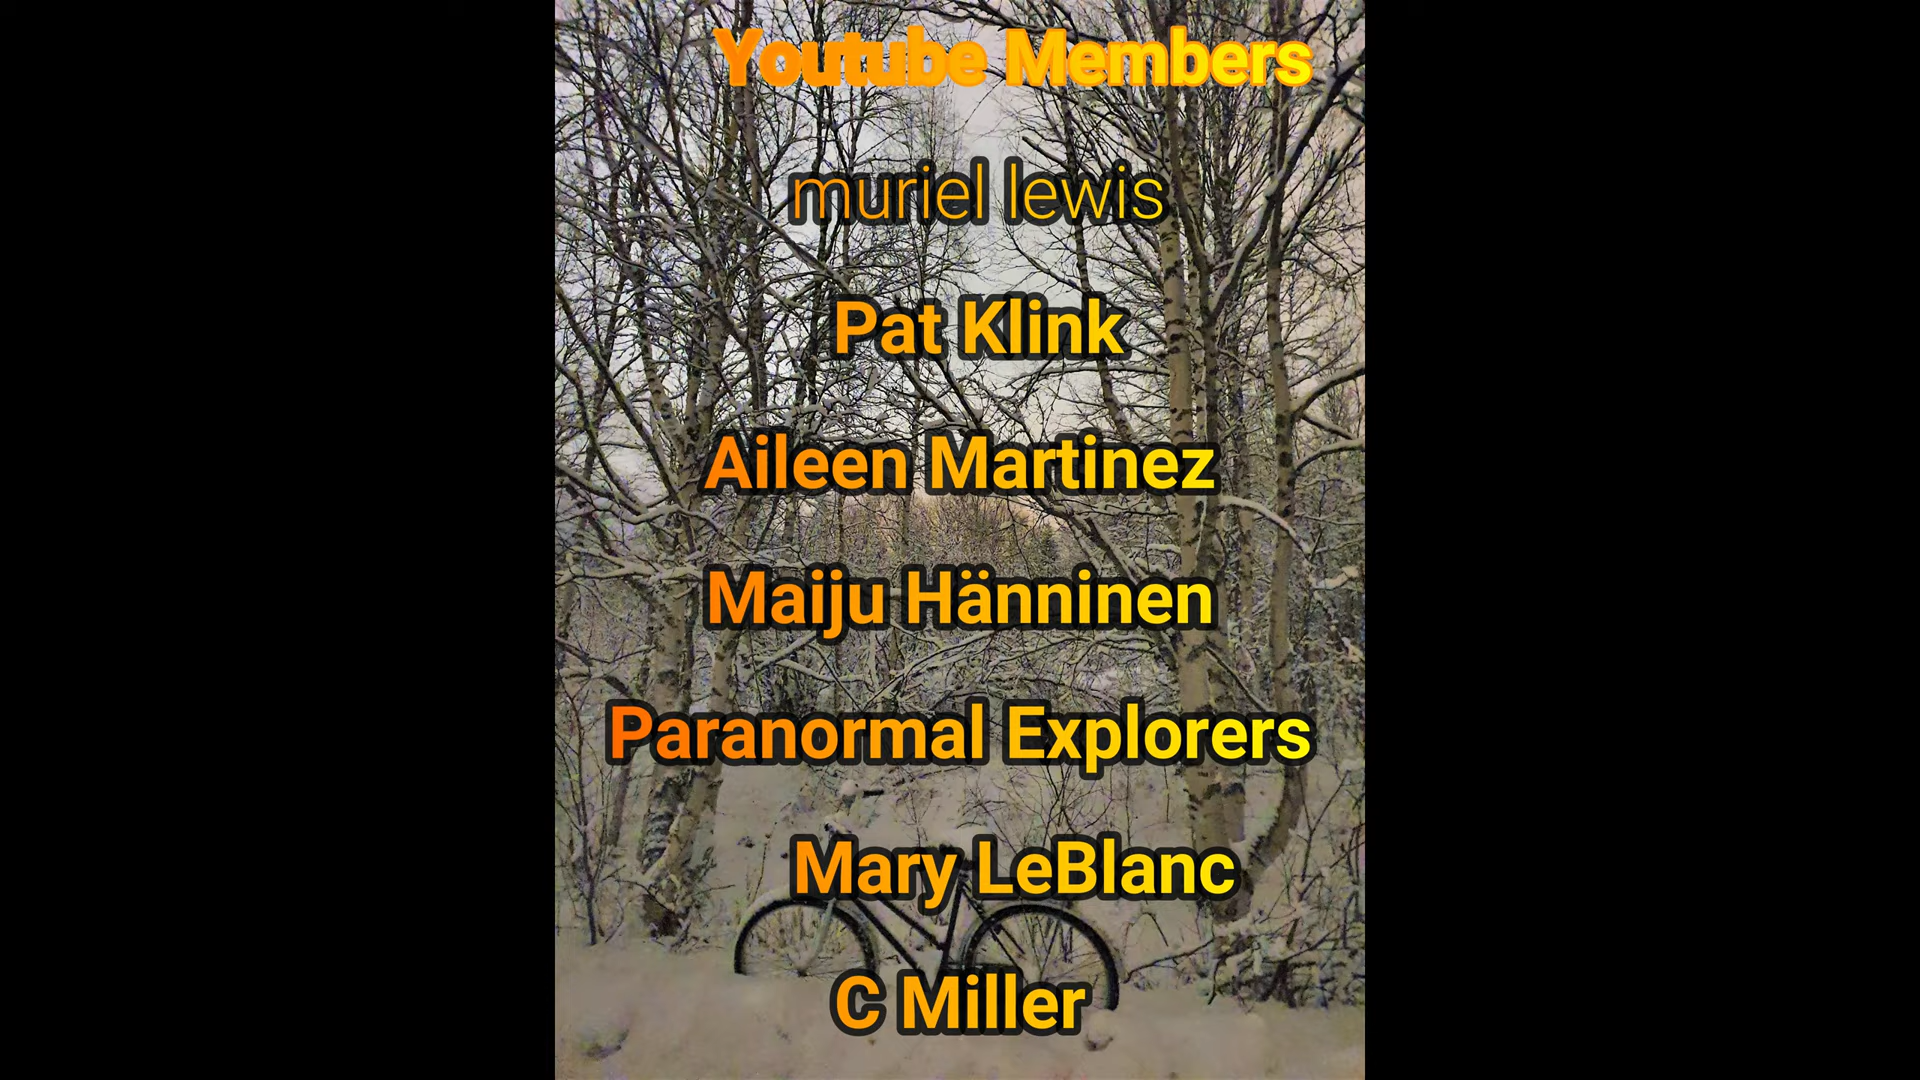 Youtube Members
muriel lewis
Pat Klink
Aileen Martinez
Maiju Hänninen
Paranormal Explorers
Mary LeBlanc
C Miller